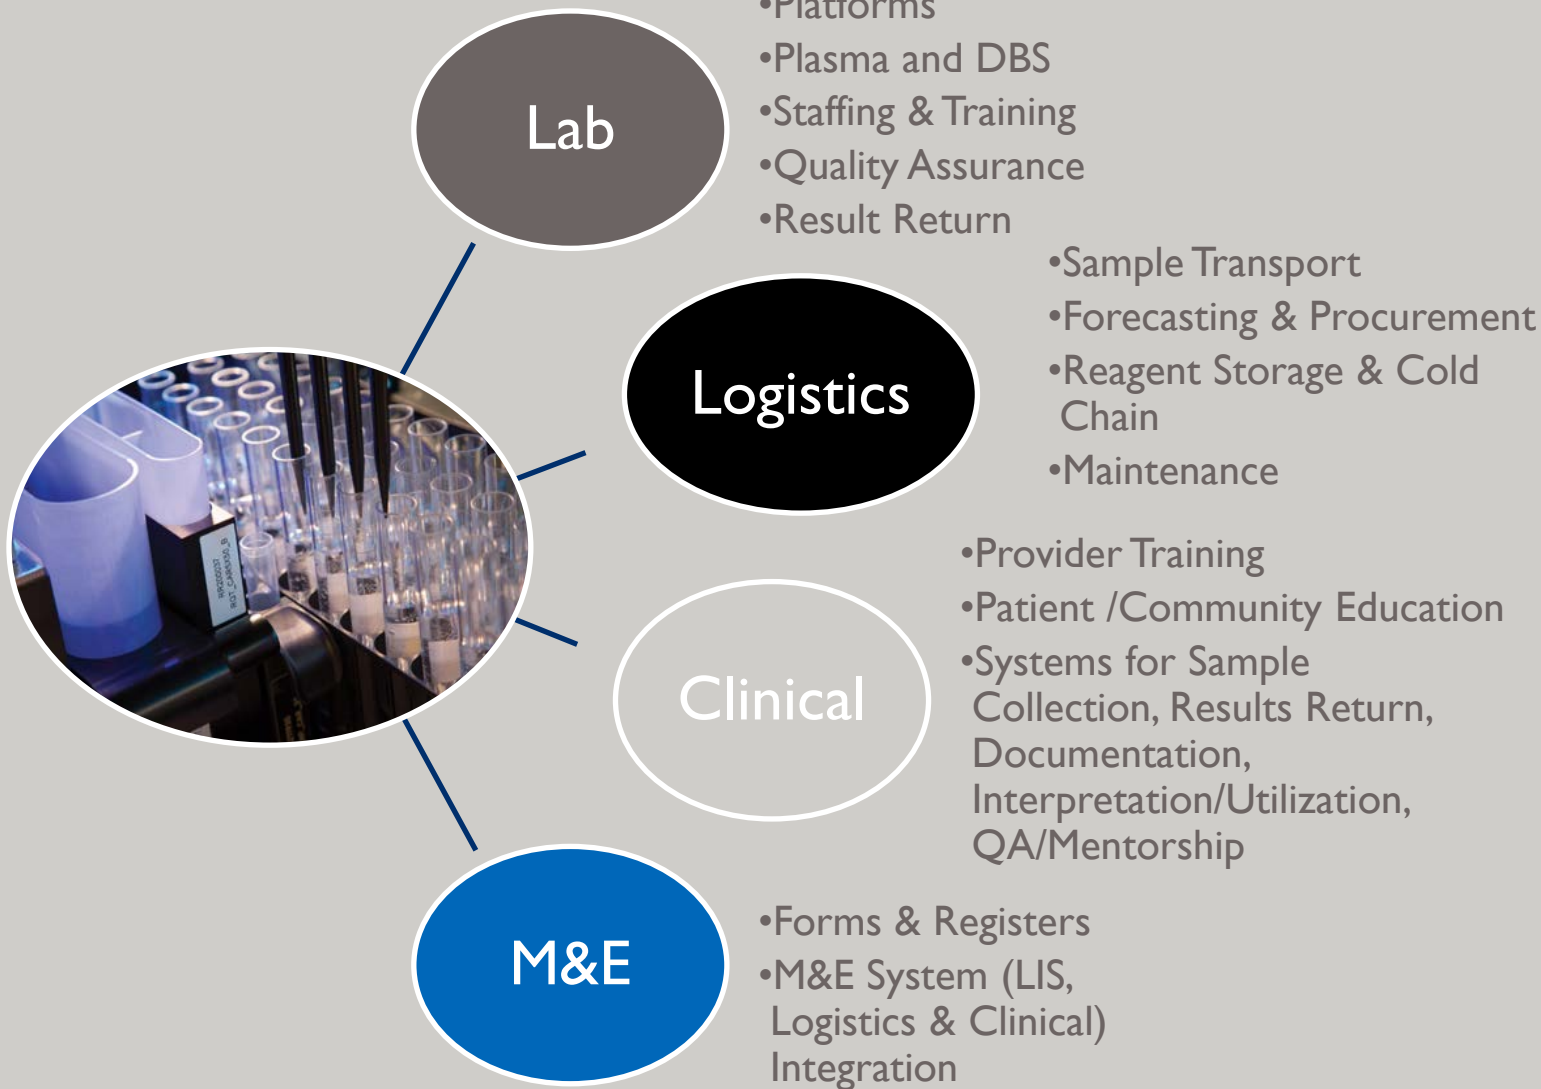 •Platforms
•Plasma and DBS
•Staffing & Training
•Quality Assurance
•Result Return
Lab
•Sample Transport
•Forecasting & Procurement
•Reagent Storage & Cold
Chain
•Maintenance
Logistics
•Provider Training
•Patient /Community Education
•Systems for Sample
Collection, Results Return,
Documentation,
Interpretation/Utilization,
QA/Mentorship
Clinical
•Forms & Registers
•M&E System (LIS,
Logistics & Clinical)
Integration
M&E